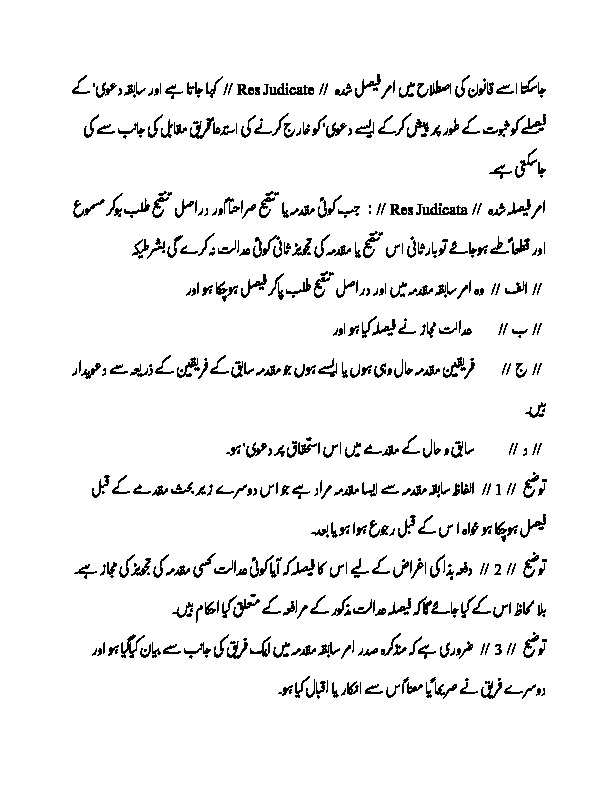 جاسکتا اسے قانون کی اصطلاح میں امر فیصل شدہ // Res Judicate // کہا جاتا ہے اور سابقہ دعوی' کے
فیصلے کو ثبوت کے طور پر پیش کرکے ایسے دعوی' کو خارج کرنے کی استدعا فریق مقابل کی جانب سے کی
جاسکتی ہے۔
امر فیصلہ شدہ // Res Judicata // : جب کوئی مقدمہ یا تنقیح صراحتاً اور دراصل تنقیح طلب ہوکر مسموع
اور قطعاً طے ہوجائے تو بار ثانی اس تنقیح یا مقدمہ کی تجویز ثانی کوئی عدالت نہ کرے گی بشرطیکہ
// الف // وہ امر سابقہ مقدمہ میں اور دراصل تنقیح طلب پاکر فیصل ہوچکا ہو اور
// ب // عدالت مجاز نے فیصلہ کیا ہو اور
// ج // فریقین مقدمہ حال وہی ہوں یا ایسے ہوں جو مقدمہ سابق کے فریقین کے ذریعہ سے دعویدار
ہیں۔
// د // سابق و حال کے مقدمے میں اس استحقاق پر دعوی' ہو۔
توضیح // 1 // الفاظ سابقہ مقدمہ سے ایسا مقدمہ مراد ہے جو اس دوسرے زیر بحث مقدمے کے قبل
فیصل ہوچکا ہو خواہ اس کے قبل رجوع ہوا ہو یا بعد۔
توضیح // 2 // دفعہ ہذا کی اغراض کے لیے اس کا فیصلہ کہ آیا کوئی عدالت کسی مقدمہ کی تجویز کی مجاز ہے۔
بلا لحاظ اس کے کیا جائے گا کہ فیصلہ عدالت مذکور کے مرافعہ کے متعلق کیا احکام ہیں۔
توضیح // 3 // ضروری ہے کہ متذکرہ صدر امر سابقہ مقدمہ میں ایک فریق کی جانب سے بیان کیاگیا ہو اور
دوسرے فریق نے صریحاً یا معناً اُس سے انکار یا اقبال کیا ہو۔